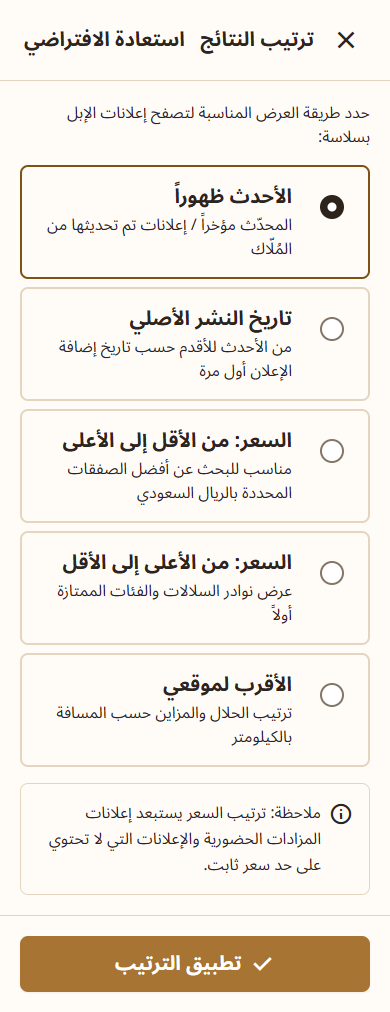 ترتيب النتائج
استعادة الافتراضي
حدد طريقة العرض المناسبة لتصفح إعلانات الإبل
بسلاسة:
الأحدث ظهوراً
المحدّث مؤخراً / إعلانات تم تحديثها من
المُلّاك
تاريخ النشر الأصلي
من الأحدث للأقدم حسب تاريخ إضافة
الإعلان أول مرة
السعر: من الأقل إلى الأعلى
مناسب للبحث عن أفضل الصفقات
المحددة بالريال السعودي
السعر: من الأعلى إلى الأقل
عرض نوادر السلالات والفئات الممتازة
أولاً
الأقرب لموقعي
ترتيب الحلال والمزاين حسب المسافة
بالكيلومتر
ملاحظة: ترتيب السعر يستبعد إعلانات
المزادات الحضورية والإعلانات التي لا تحتوي
على حد سعر ثابت.
تطبيق الترتيب